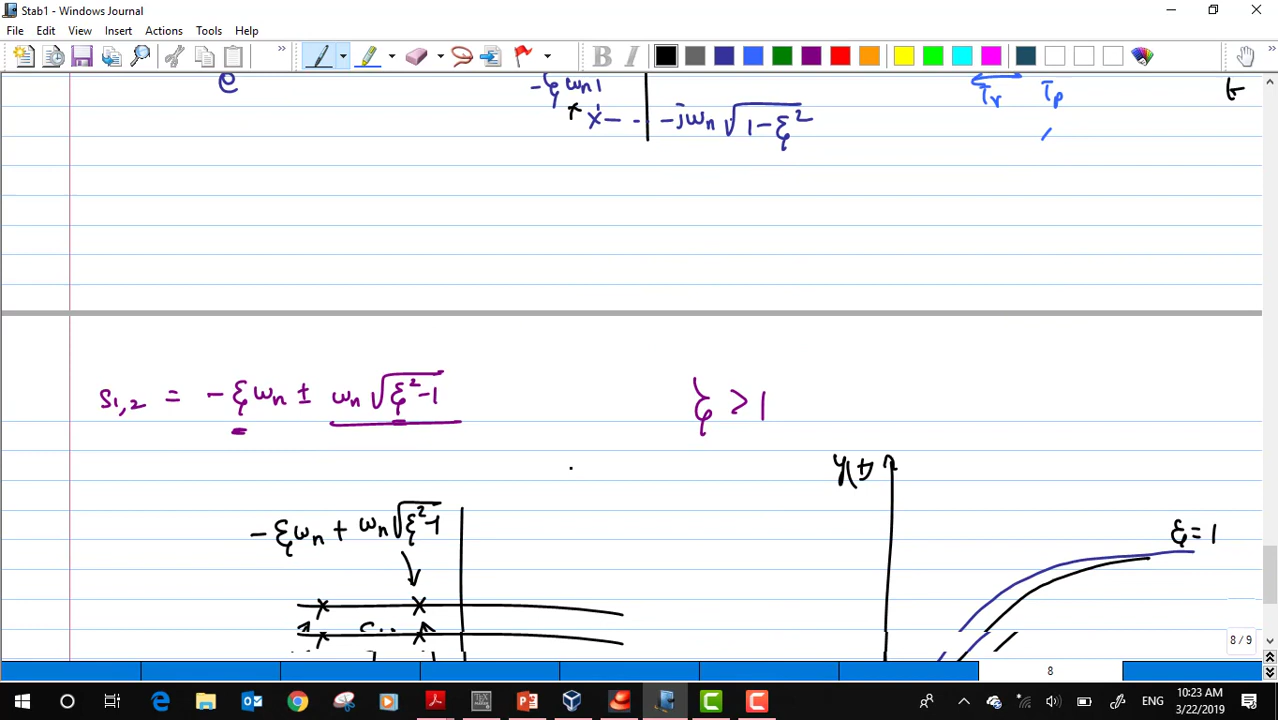 Stab1 - Windows Journal
File Edit View Insert Actions Tools Help
e
-ξωn
-jωn√1-ξ²
Tr Tp
t
S1,2 = -ξωn ± ωn√ξ²-1
ξ > 1
y(t)
-ξωn + ωn√ξ²-1
ξ = 1
8 / 9
8
ENG
10:23 AM
3/22/2019